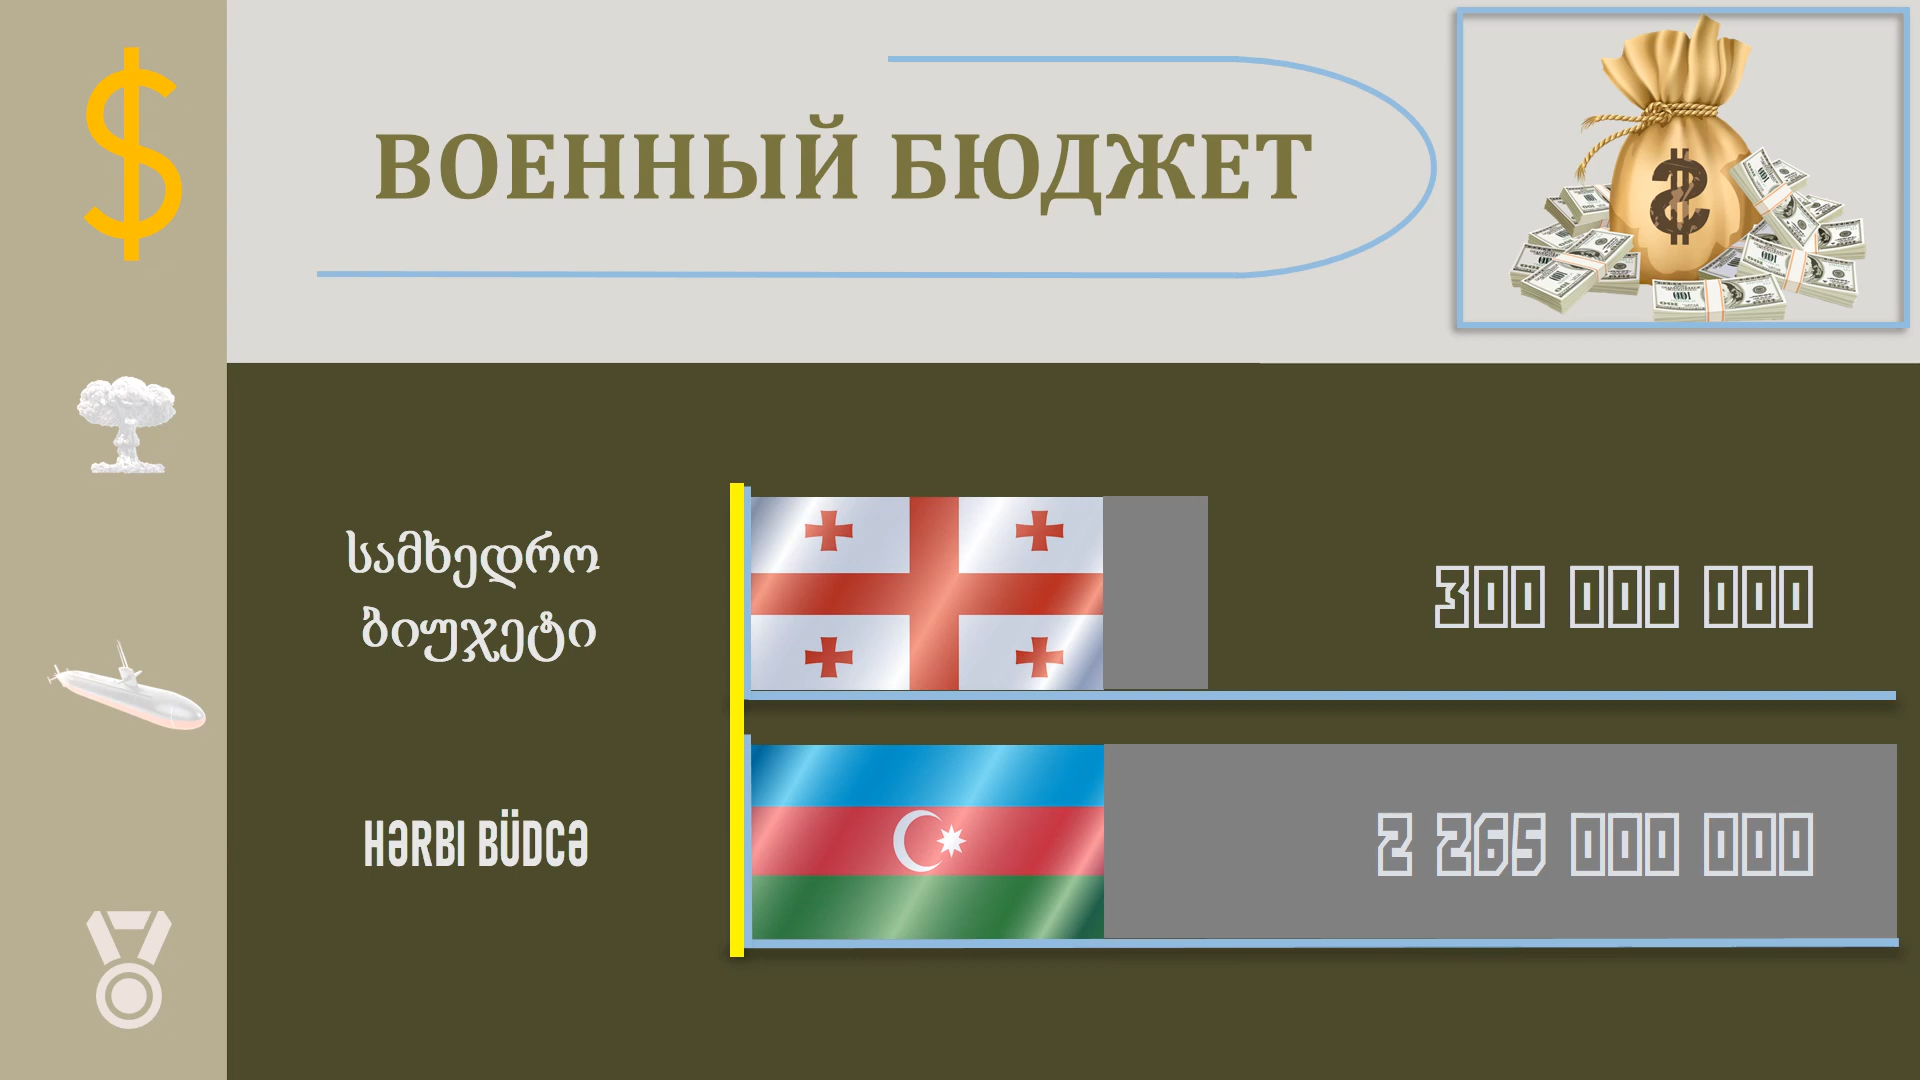 ВОЕННЫЙ БЮДЖЕТ
სამხედრო
ბიუჯეტი
300 000 000
HƏRBI BÜDCƏ
2 265 000 000